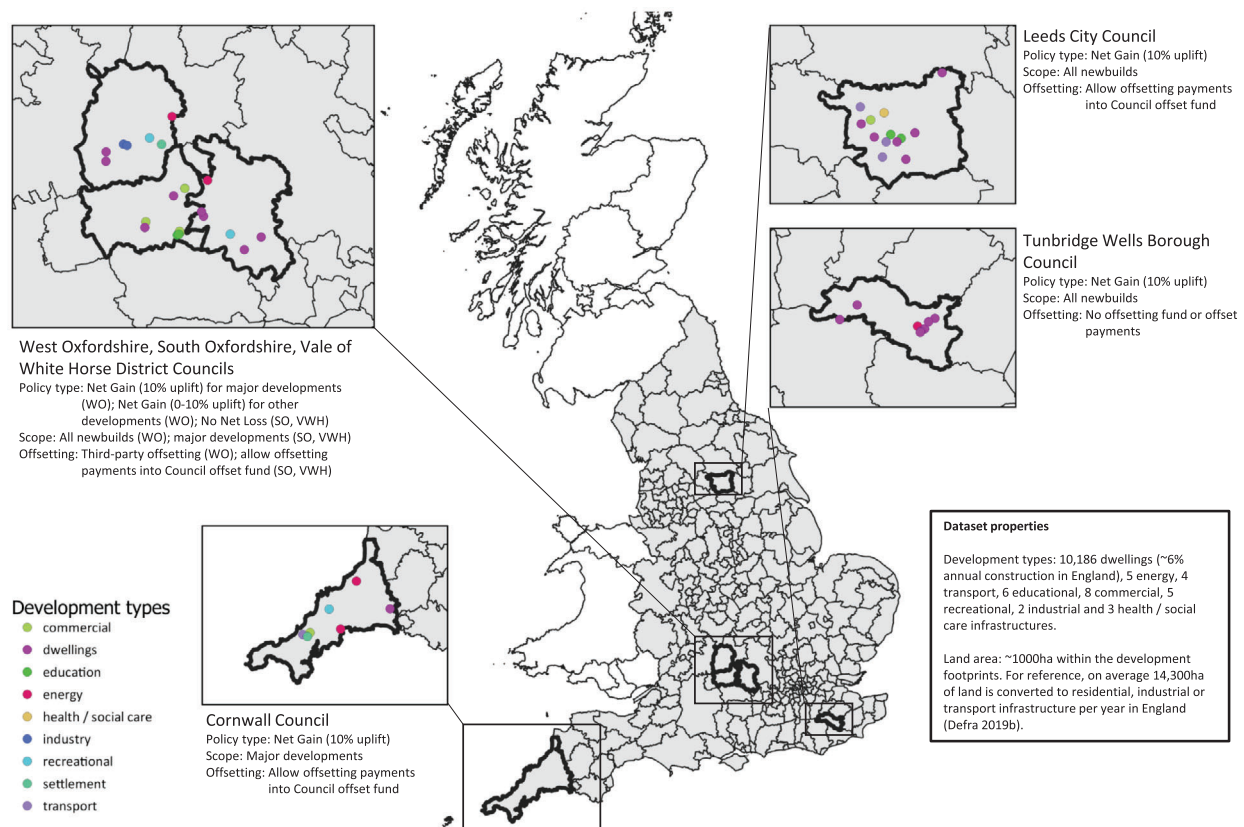 Leeds City Council
Policy type: Net Gain (10% uplift)
Scope: All newbuilds
Offsetting: Allow offsetting payments
into Council offset fund
Tunbridge Wells Borough
Council
Policy type: Net Gain (10% uplift)
Scope: All newbuilds
Offsetting: No offsetting fund or offset
payments
West Oxfordshire, South Oxfordshire, Vale of
White Horse District Councils
Policy type: Net Gain (10% uplift) for major developments
(WO); Net Gain (0-10% uplift) for other
developments (WO); No Net Loss (SO, VWH)
Scope: All newbuilds (WO); major developments (SO, VWH)
Offsetting: Third-party offsetting (WO); allow offsetting
payments into Council offset fund (SO, VWH)
Development types
commercial
dwellings
education
energy
health / social care
industry
recreational
settlement
transport
Cornwall Council
Policy type: Net Gain (10% uplift)
Scope: Major developments
Offsetting: Allow offsetting payments
into Council offset fund
Dataset properties
Development types: 10,186 dwellings (~6%
annual construction in England), 5 energy, 4
transport, 6 educational, 8 commercial, 5
recreational, 2 industrial and 3 health / social
care infrastructures.
Land area: ~1000ha within the development
footprints. For reference, on average 14,300ha
of land is converted to residential, industrial or
transport infrastructure per year in England
(Defra 2019b).